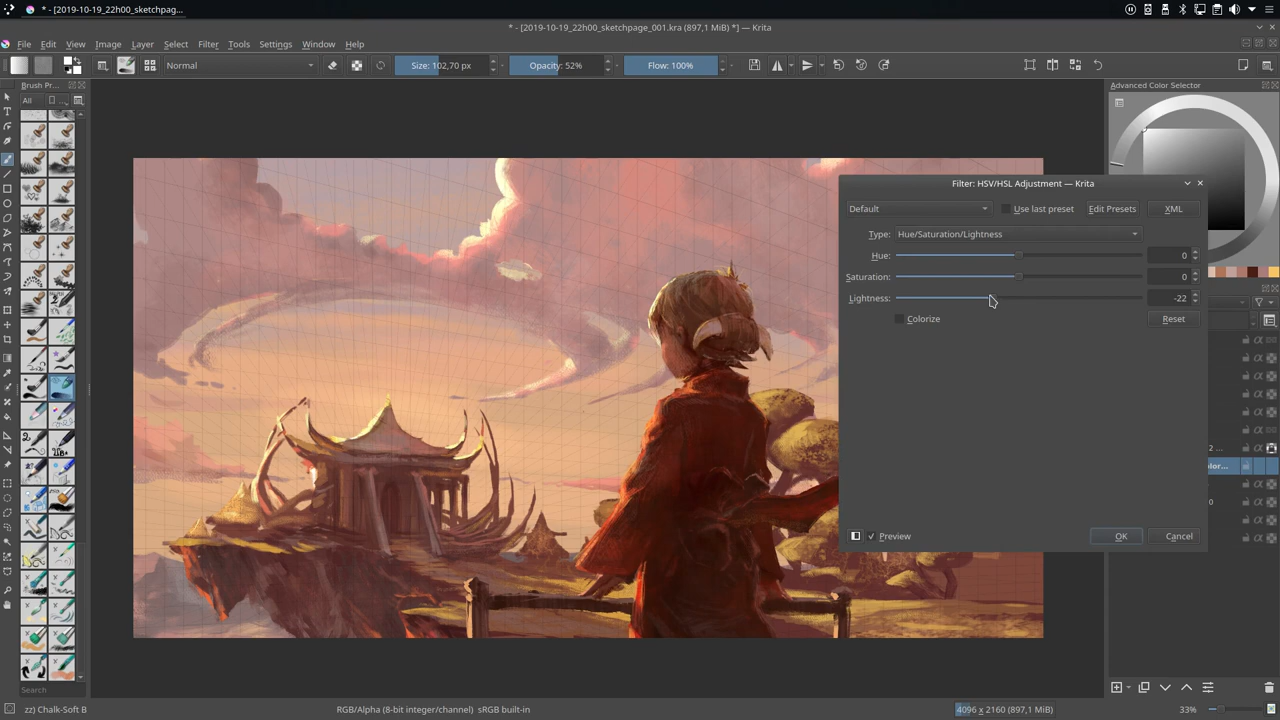 * - [2019-10-19_22h00_sketchpag...
* - [2019-10-19_22h00_sketchpage_001.kra (897,1 MiB) *] — Krita
File Edit View Image Layer Select Filter Tools Settings Window Help
Normal Size: 102,70 px Opacity: 52% Flow: 100%
Brush Pr...
Advanced Color Selector
All
Filter: HSV/HSL Adjustment — Krita
Default Use last preset Edit Presets XML
Type: Hue/Saturation/Lightness
Hue: 0
Saturation: 0
Lightness: -22
Colorize Reset
2 ...
olor...
0
Preview OK Cancel
Search
zz) Chalk-Soft B RGB/Alpha (8-bit integer/channel) sRGB built-in 4096 x 2160 (897,1 MiB) 33%